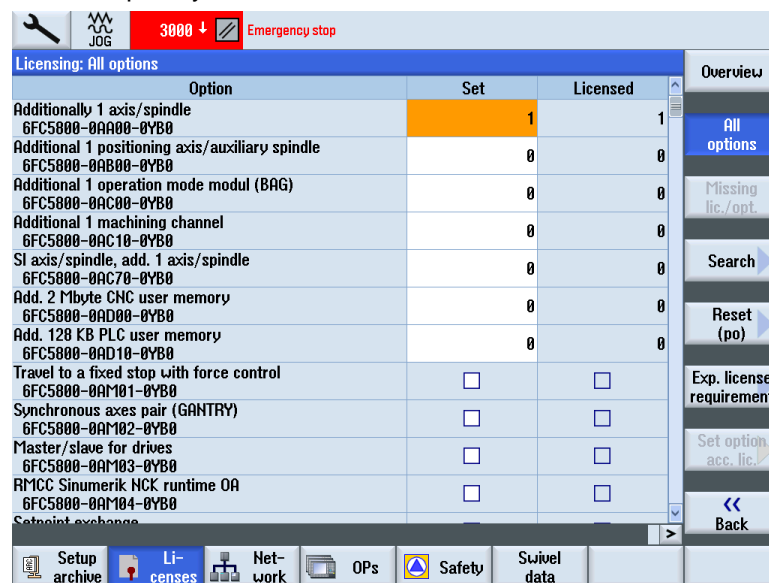 JOG
3000
Emergency stop
Licensing: All options
Option Set Licensed
Additionally 1 axis/spindle
6FC5800-0AA00-0YB0 1 1
Additional 1 positioning axis/auxiliary spindle
6FC5800-0AB00-0YB0 0 0
Additional 1 operation mode modul (BAG)
6FC5800-0AC00-0YB0 0 0
Additional 1 machining channel
6FC5800-0AC10-0YB0 0 0
SI axis/spindle, add. 1 axis/spindle
6FC5800-0AC70-0YB0 0 0
Add. 2 Mbyte CNC user memory
6FC5800-0AD00-0YB0 0 0
Add. 128 KB PLC user memory
6FC5800-0AD10-0YB0 0 0
Travel to a fixed stop with force control
6FC5800-0AM01-0YB0
Synchronous axes pair (GANTRY)
6FC5800-0AM02-0YB0
Master/slave for drives
6FC5800-0AM03-0YB0
RMCC Sinumerik NCK runtime OA
6FC5800-0AM04-0YB0
Setpoint exchange
Overview
All
options
Missing
lic./opt.
Search
Reset
(po)
Exp. license
requiremen
Set option
acc. lic.
Back
Setup
archive
Li-
censes
Net-
work
OPs
Safety
Swivel
data